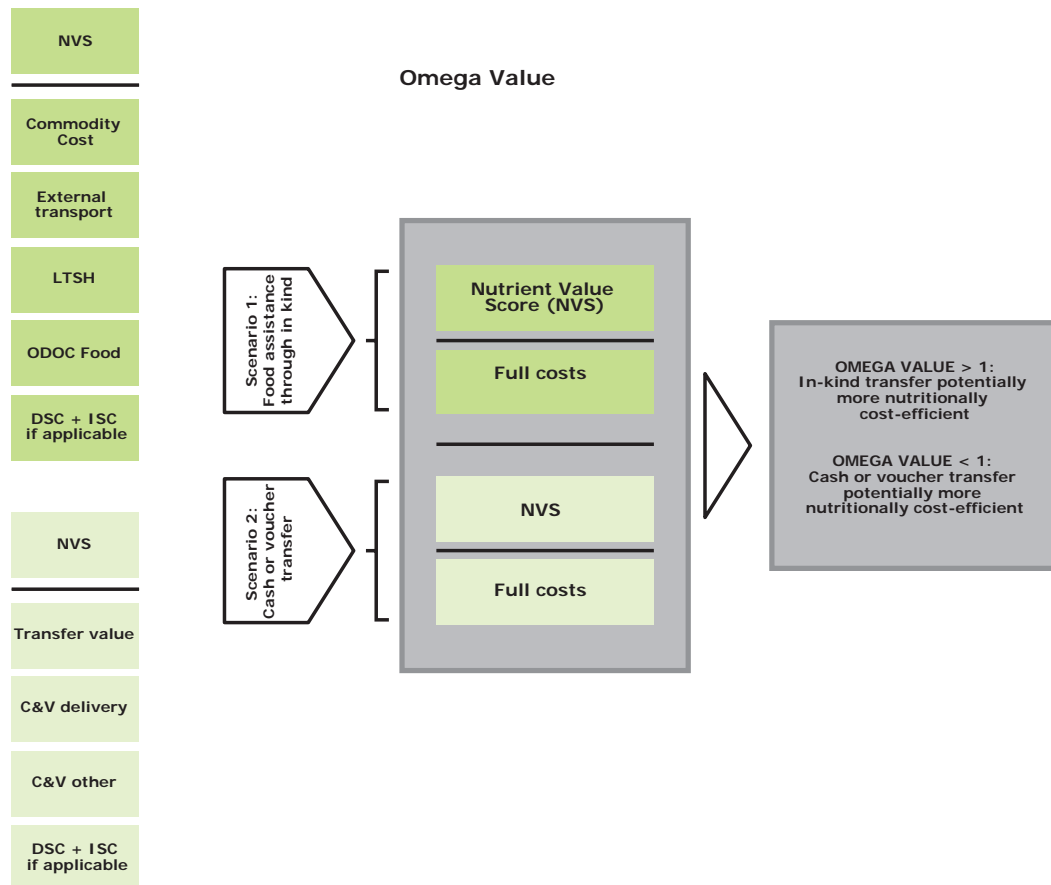 NVS
Commodity
Cost
External
transport
LTSH
ODOC Food
DSC + ISC
if applicable
NVS
Transfer value
C&V delivery
C&V other
DSC + ISC
if applicable
Omega Value
Scenario 1:
Food assistance
through in kind
Nutrient Value
Score (NVS)
Full costs
Scenario 2:
Cash or voucher
transfer
NVS
Full costs
OMEGA VALUE > 1:
In-kind transfer potentially
more nutritionally
cost-efficient
OMEGA VALUE < 1:
Cash or voucher transfer
potentially more
nutritionally cost-efficient